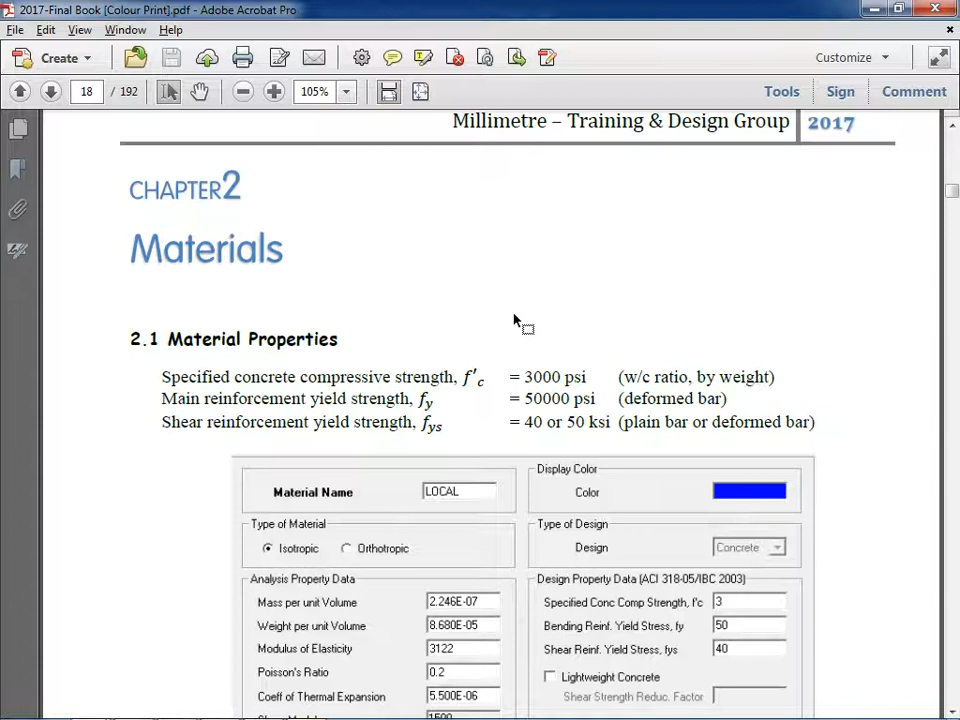 2017-Final Book [Colour Print].pdf - Adobe Acrobat Pro
File Edit View Window Help
Create Customize
18 / 192 105% Tools Sign Comment
Millimetre – Training & Design Group 2017
CHAPTER2
Materials
2.1 Material Properties
Specified concrete compressive strength, f′c = 3000 psi (w/c ratio, by weight)
Main reinforcement yield strength, fy = 50000 psi (deformed bar)
Shear reinforcement yield strength, fys = 40 or 50 ksi (plain bar or deformed bar)
Display Color
Material Name LOCAL Color
Type of Material Type of Design
Isotropic Orthotropic Design Concrete
Analysis Property Data Design Property Data (ACI 318-05/IBC 2003)
Mass per unit Volume 2.246E-07 Specified Conc Comp Strength, f'c 3
Weight per unit Volume 8.680E-05 Bending Reinf. Yield Stress, fy 50
Modulus of Elasticity 3122 Shear Reinf. Yield Stress, fys 40
Poisson's Ratio 0.2 Lightweight Concrete
Coeff of Thermal Expansion 5.500E-06 Shear Strength Reduc. Factor